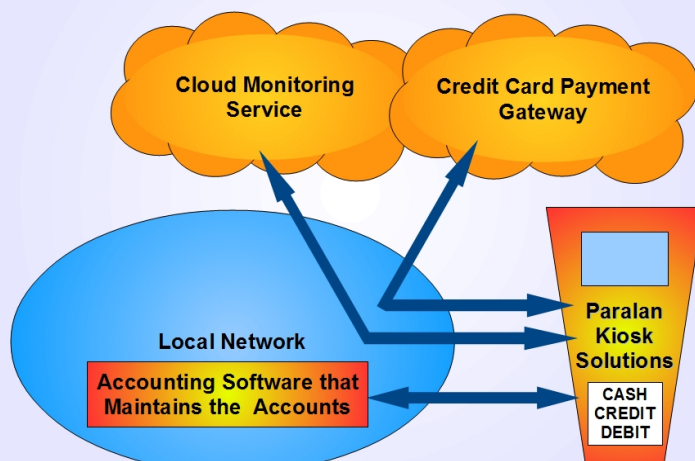 Cloud Monitoring
Service
Credit Card Payment
Gateway
Local Network
Accounting Software that
Maintains the Accounts
Paralan
Kiosk
Solutions
CASH
CREDIT
DEBIT